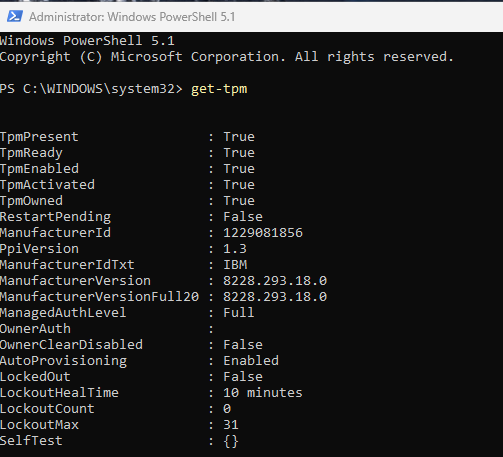 Administrator: Windows PowerShell 5.1
Windows PowerShell 5.1
Copyright (C) Microsoft Corporation. All rights reserved.
PS C:\WINDOWS\system32> get-tpm
TpmPresent : True
TpmReady : True
TpmEnabled : True
TpmActivated : True
TpmOwned : True
RestartPending : False
ManufacturerId : 1229081856
PpiVersion : 1.3
ManufacturerIdTxt : IBM
ManufacturerVersion : 8228.293.18.0
ManufacturerVersionFull20 : 8228.293.18.0
ManagedAuthLevel : Full
OwnerAuth :
OwnerClearDisabled : False
AutoProvisioning : Enabled
LockedOut : False
LockoutHealTime : 10 minutes
LockoutCount : 0
LockoutMax : 31
SelfTest : {}